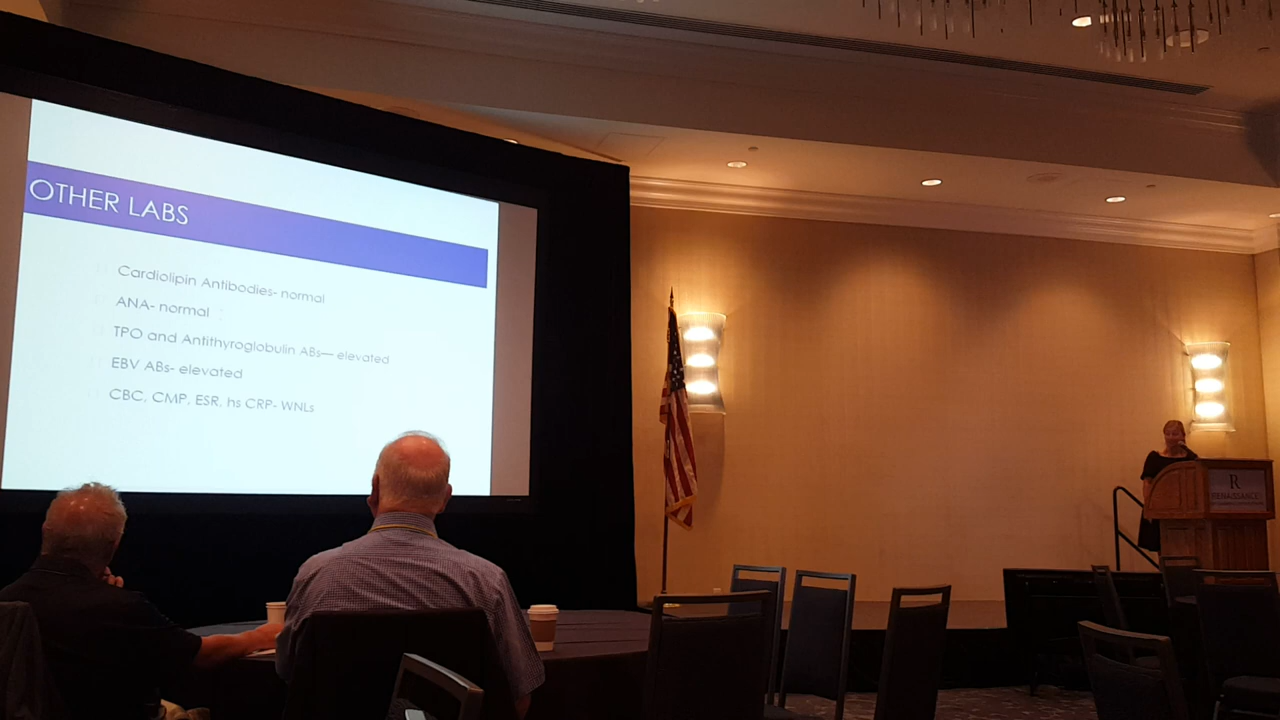 OTHER LABS
Cardiolipin Antibodies- normal
ANA- normal
TPO and Antithyroglobulin ABs— elevated
EBV ABs- elevated
CBC, CMP, ESR, hs CRP- WNLs
R
RENAISSANCE